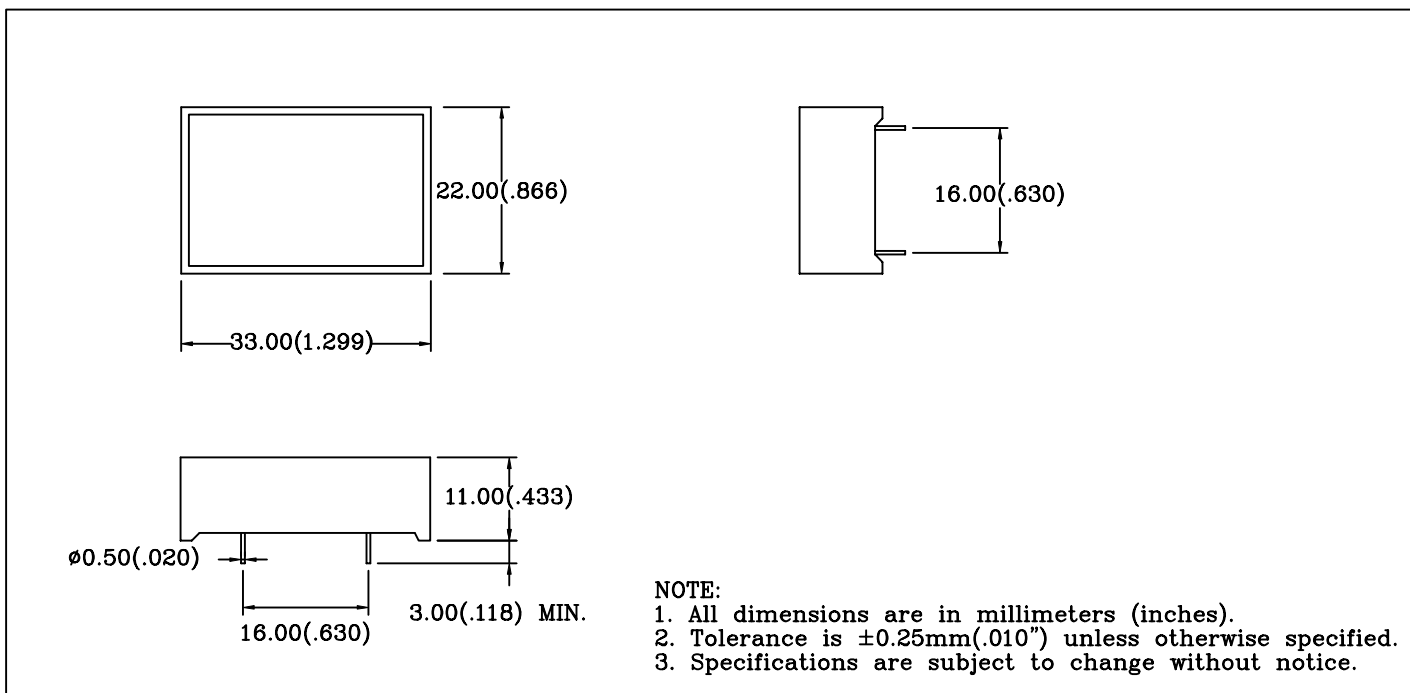 22.00(.866)
16.00(.630)
33.00(1.299)
11.00(.433)
ø0.50(.020)
3.00(.118) MIN.
16.00(.630)
NOTE:
1. All dimensions are in millimeters (inches).
2. Tolerance is ±0.25mm(.010") unless otherwise specified.
3. Specifications are subject to change without notice.